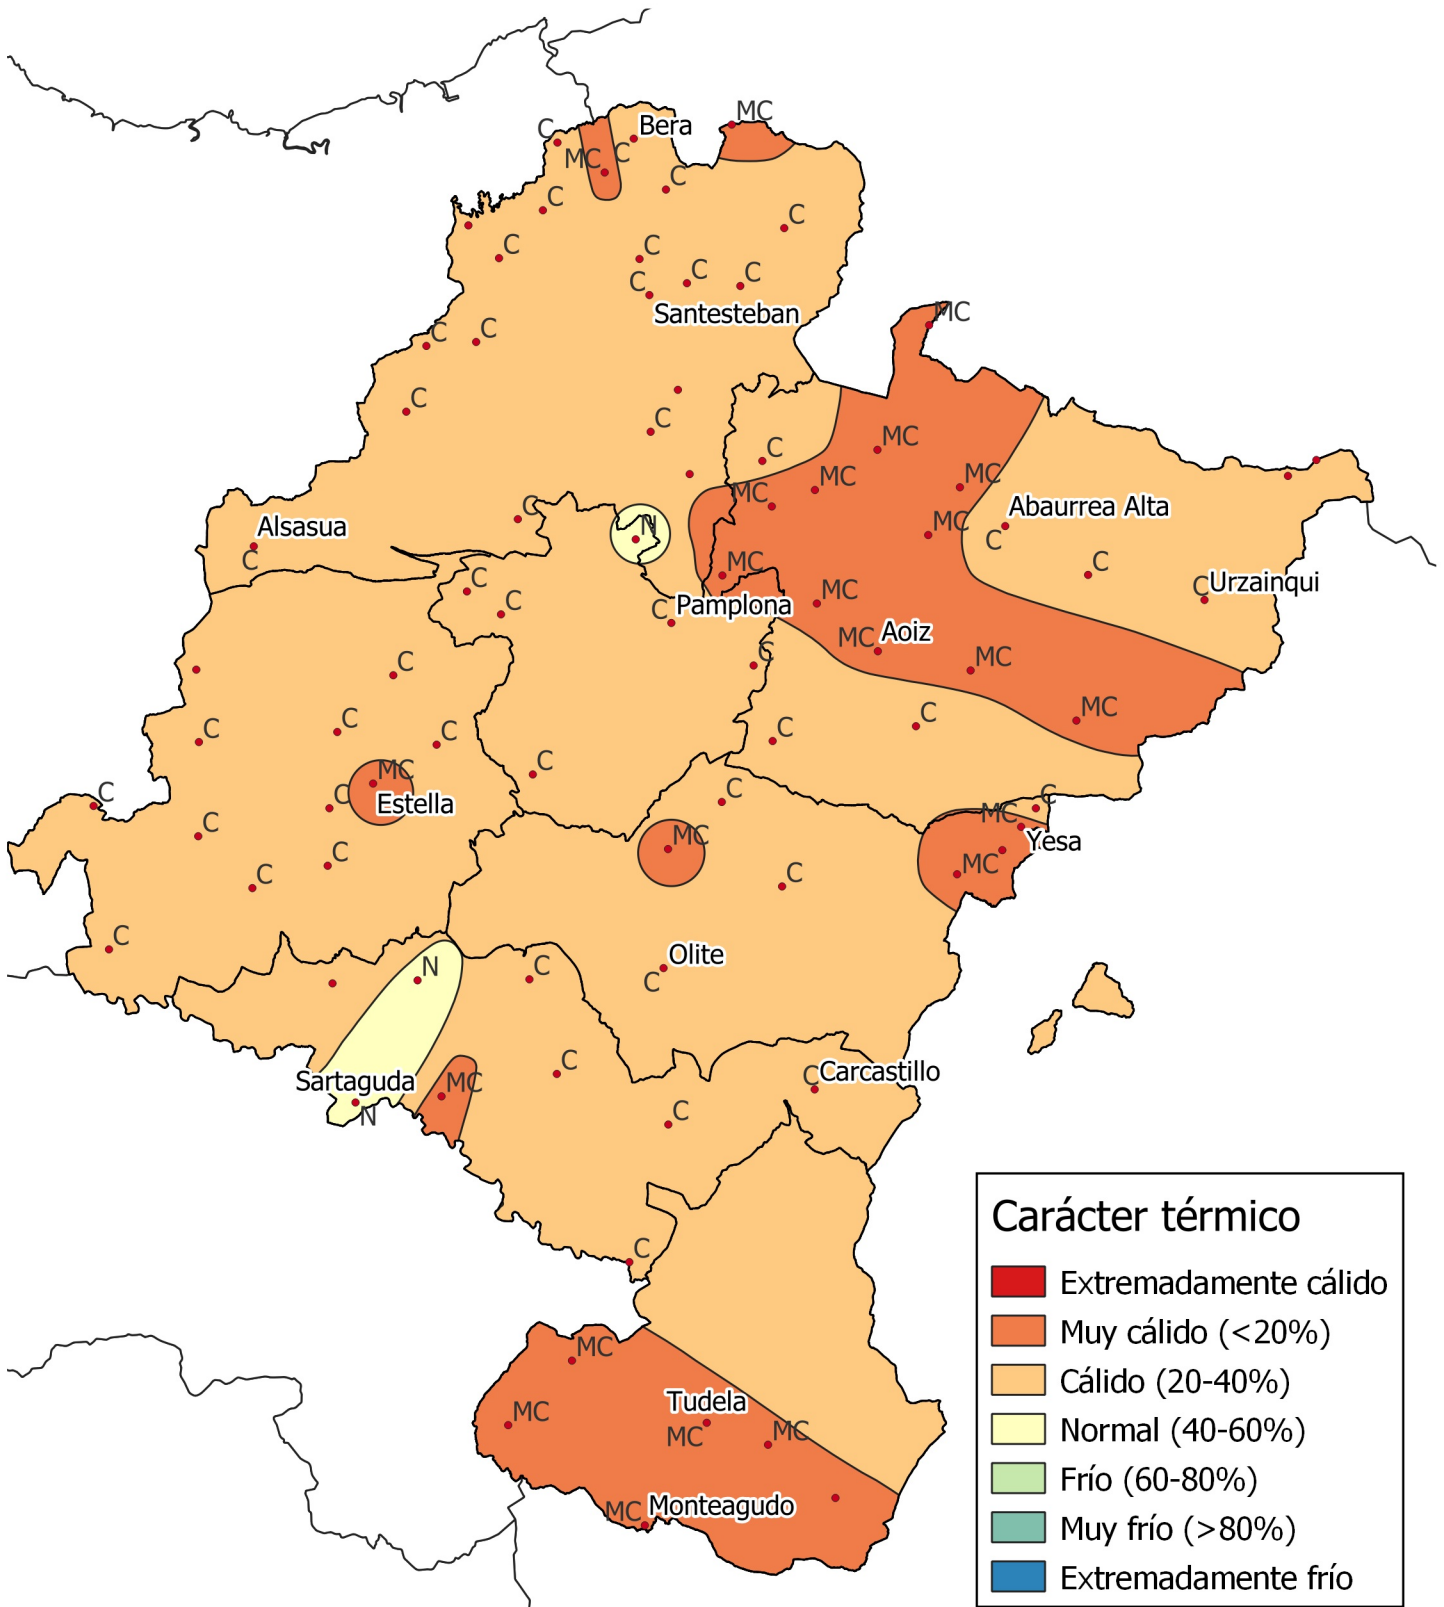 MC
C
Bera
MC C
C
C
C
C
C
C
C
C
Santesteban
MC
C
C
C
C
MC
C
MC
MC
MC
C
Abaurrea Alta
N
MC
Alsasua
C
C
MC
C
C
Urzainqui
C
MC
C
C
Pamplona
MC
Aoiz
C
C
MC
MC
C
C
C
C
C
MC
C
C
C
Estella
C
C
MC
Yesa
C
MC
C
MC
C
C
C
Olite
N
C
C
C
Carcastillo
C
Sartaguda
MC
N
C
C
Carácter térmico
Extremadamente cálido
Muy cálido (<20%)
Cálido (20-40%)
Normal (40-60%)
Frío (60-80%)
Muy frío (>80%)
Extremadamente frío
MC
Tudela
MC
MC
MC
MC
Monteagudo